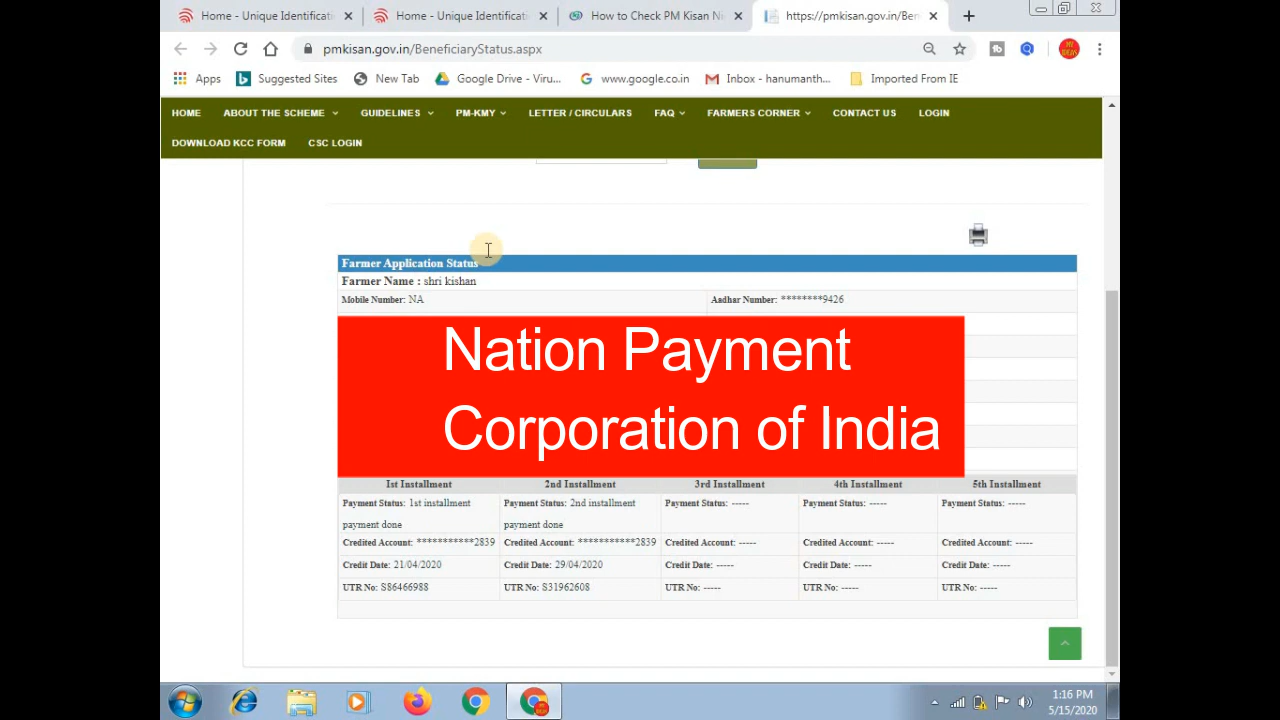 Home - Unique Identificati
Home - Unique Identificati
How to Check PM Kisan Ni
https://pmkisan.gov.in/Ben
pmkisan.gov.in/BeneficiaryStatus.aspx
Apps
Suggested Sites
New Tab
Google Drive - Viru...
www.google.co.in
Inbox - hanumanth...
Imported From IE
HOME ABOUT THE SCHEME GUIDELINES PM-KMY LETTER / CIRCULARS FAQ FARMERS CORNER CONTACT US LOGIN
DOWNLOAD KCC FORM CSC LOGIN
Farmer Application Status
Farmer Name : shri kishan
Mobile Number: NA Aadhar Number: ********9426
Nation Payment
Corporation of India
1st Installment 2nd Installment 3rd Installment 4th Installment 5th Installment
Payment Status: 1st installment Payment Status: 2nd installment Payment Status: ----- Payment Status: ----- Payment Status: -----
payment done payment done
Credited Account: ***********2839 Credited Account: ***********2839 Credited Account: ----- Credited Account: ----- Credited Account: -----
Credit Date: 21/04/2020 Credit Date: 29/04/2020 Credit Date: ----- Credit Date: ----- Credit Date: -----
UTR No: S86466988 UTR No: S31962608 UTR No: ----- UTR No: ----- UTR No: -----
1:16 PM
5/15/2020